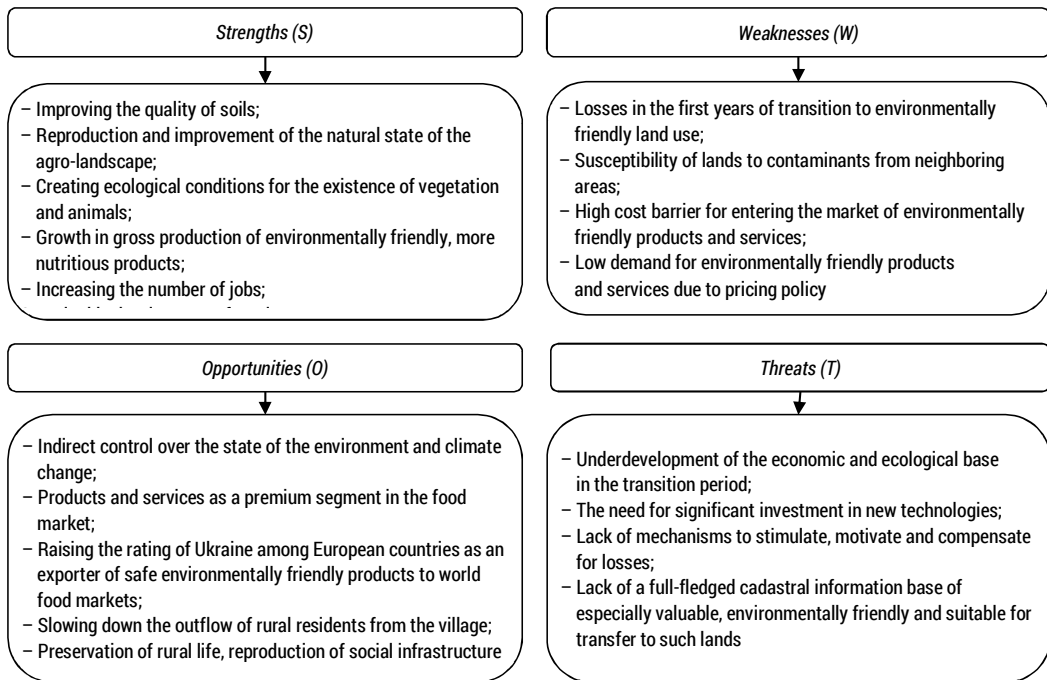 Strengths (S)
– Improving the quality of soils;
– Reproduction and improvement of the natural state of the
agro-landscape;
– Creating ecological conditions for the existence of vegetation
and animals;
– Growth in gross production of environmentally friendly, more
nutritious products;
– Increasing the number of jobs;
Weaknesses (W)
– Losses in the first years of transition to environmentally
friendly land use;
– Susceptibility of lands to contaminants from neighboring
areas;
– High cost barrier for entering the market of environmentally
friendly products and services;
– Low demand for environmentally friendly products
and services due to pricing policy
Opportunities (O)
– Indirect control over the state of the environment and climate
change;
– Products and services as a premium segment in the food
market;
– Raising the rating of Ukraine among European countries as an
exporter of safe environmentally friendly products to world
food markets;
– Slowing down the outflow of rural residents from the village;
– Preservation of rural life, reproduction of social infrastructure
Threats (T)
– Underdevelopment of the economic and ecological base
in the transition period;
– The need for significant investment in new technologies;
– Lack of mechanisms to stimulate, motivate and compensate
for losses;
– Lack of a full-fledged cadastral information base of
especially valuable, environmentally friendly and suitable for
transfer to such lands